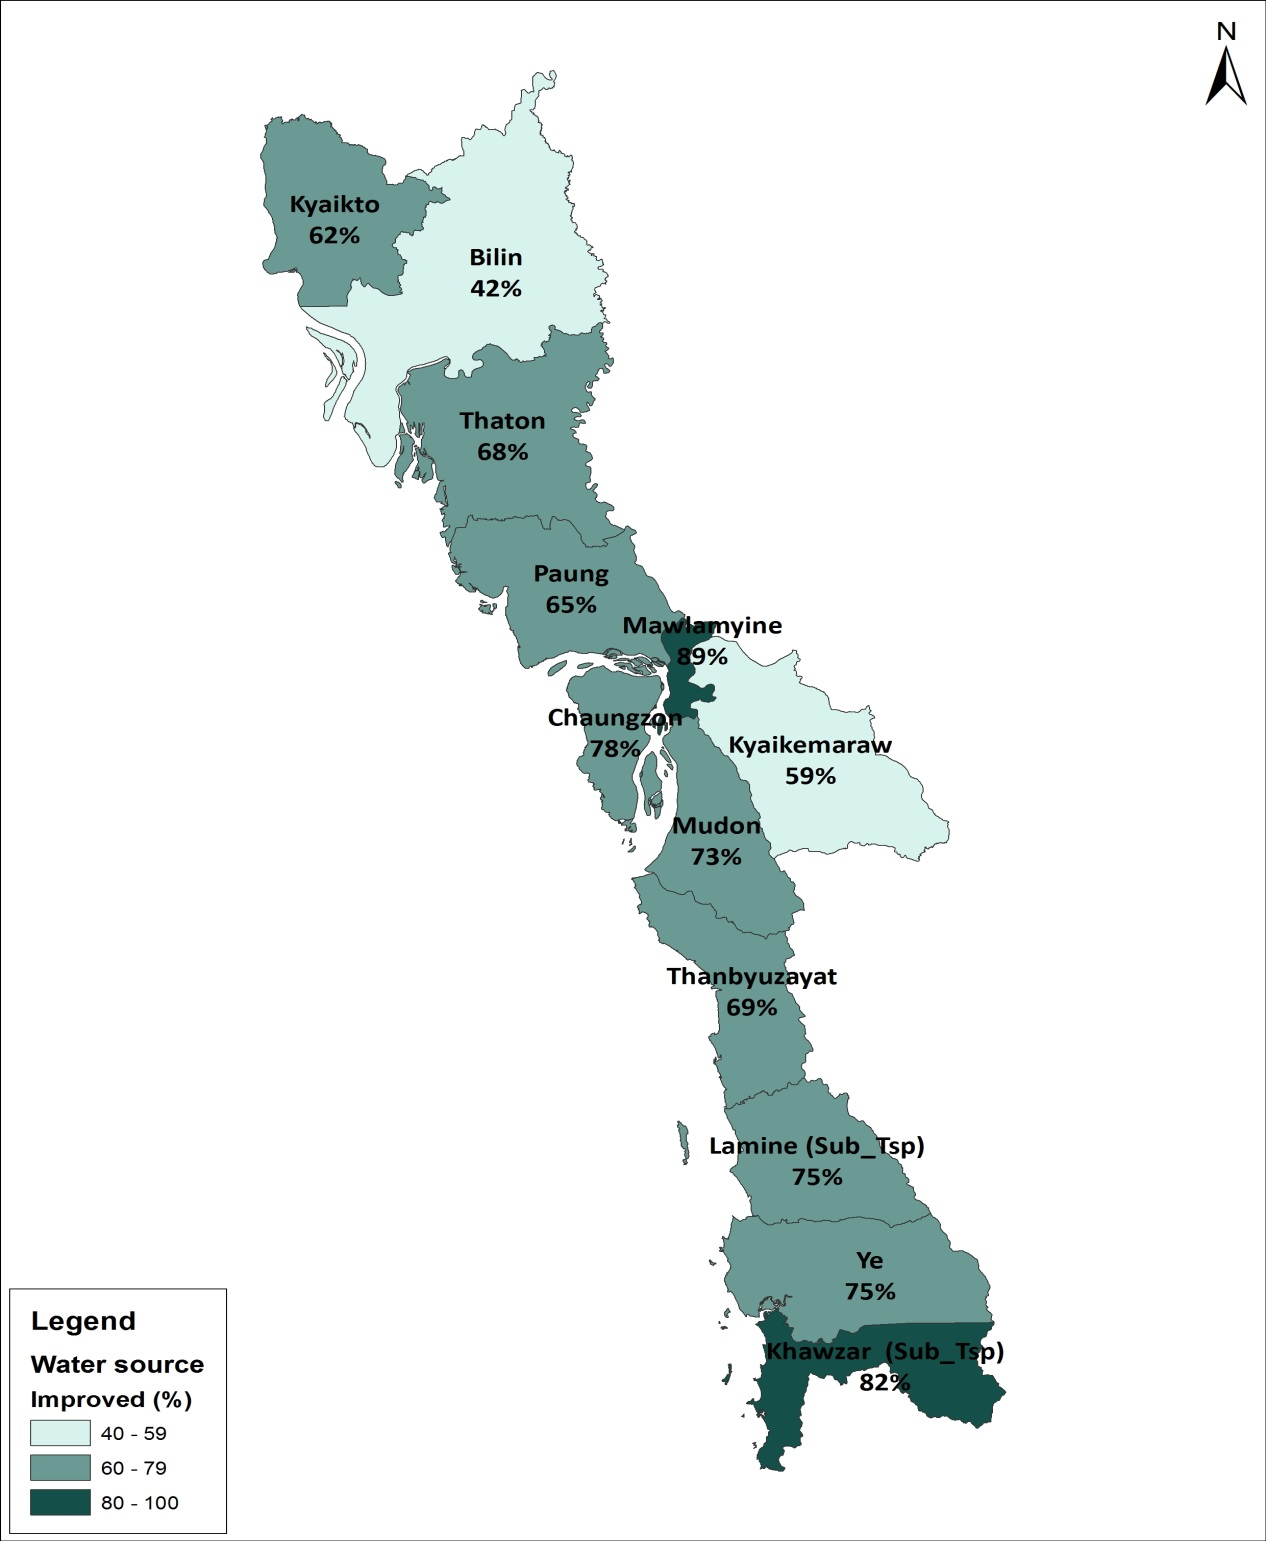 N
Kyaikto
62%
Bilin
42%
Thaton
68%
Paung
65%
Mawlamyine
89%
Chaungzon
78%
Kyaikemaraw
59%
Mudon
73%
Thanbyuzayat
69%
Lamine (Sub_Tsp)
75%
Ye
75%
Khawzar (Sub_Tsp)
82%
Legend
Water source
Improved (%)
40 - 59
60 - 79
80 - 100